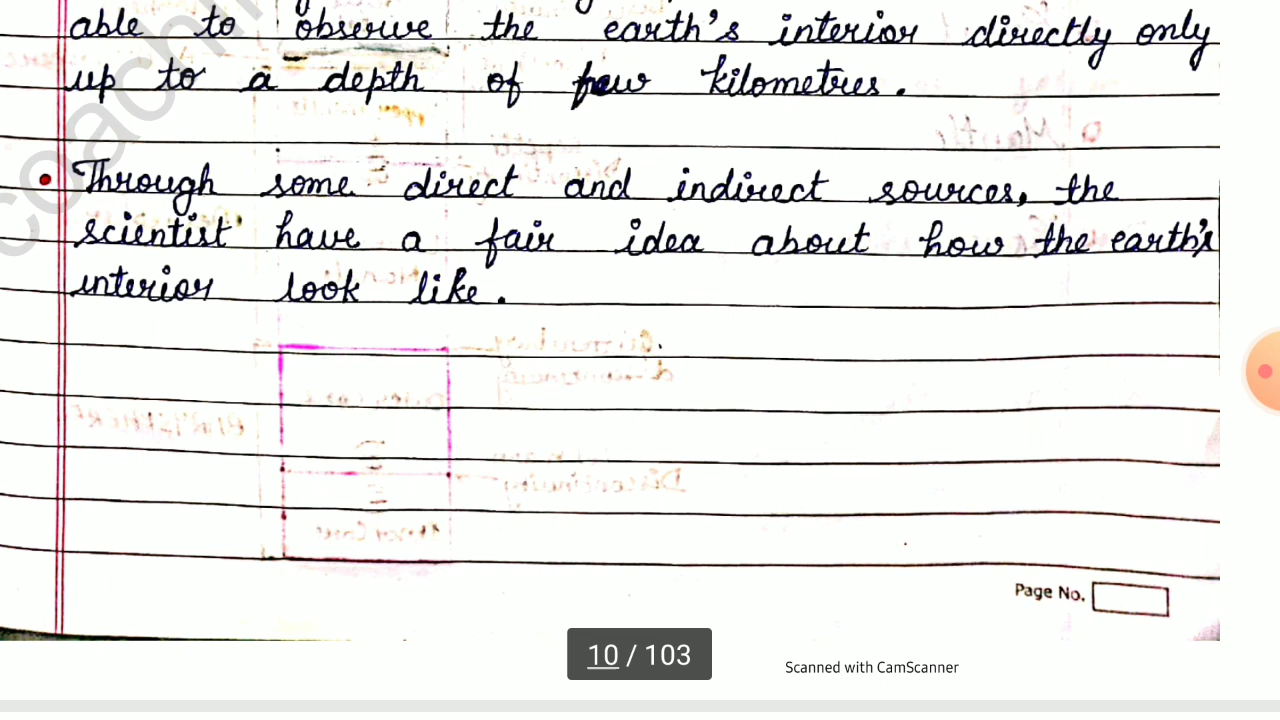 able to observe the earth's interior directly only
up to a depth of few kilometres.
• Through some direct and indirect sources, the
scientist have a fair idea about how the earth's
interior look like.
Page No.
10 / 103
Scanned with CamScanner
coachi